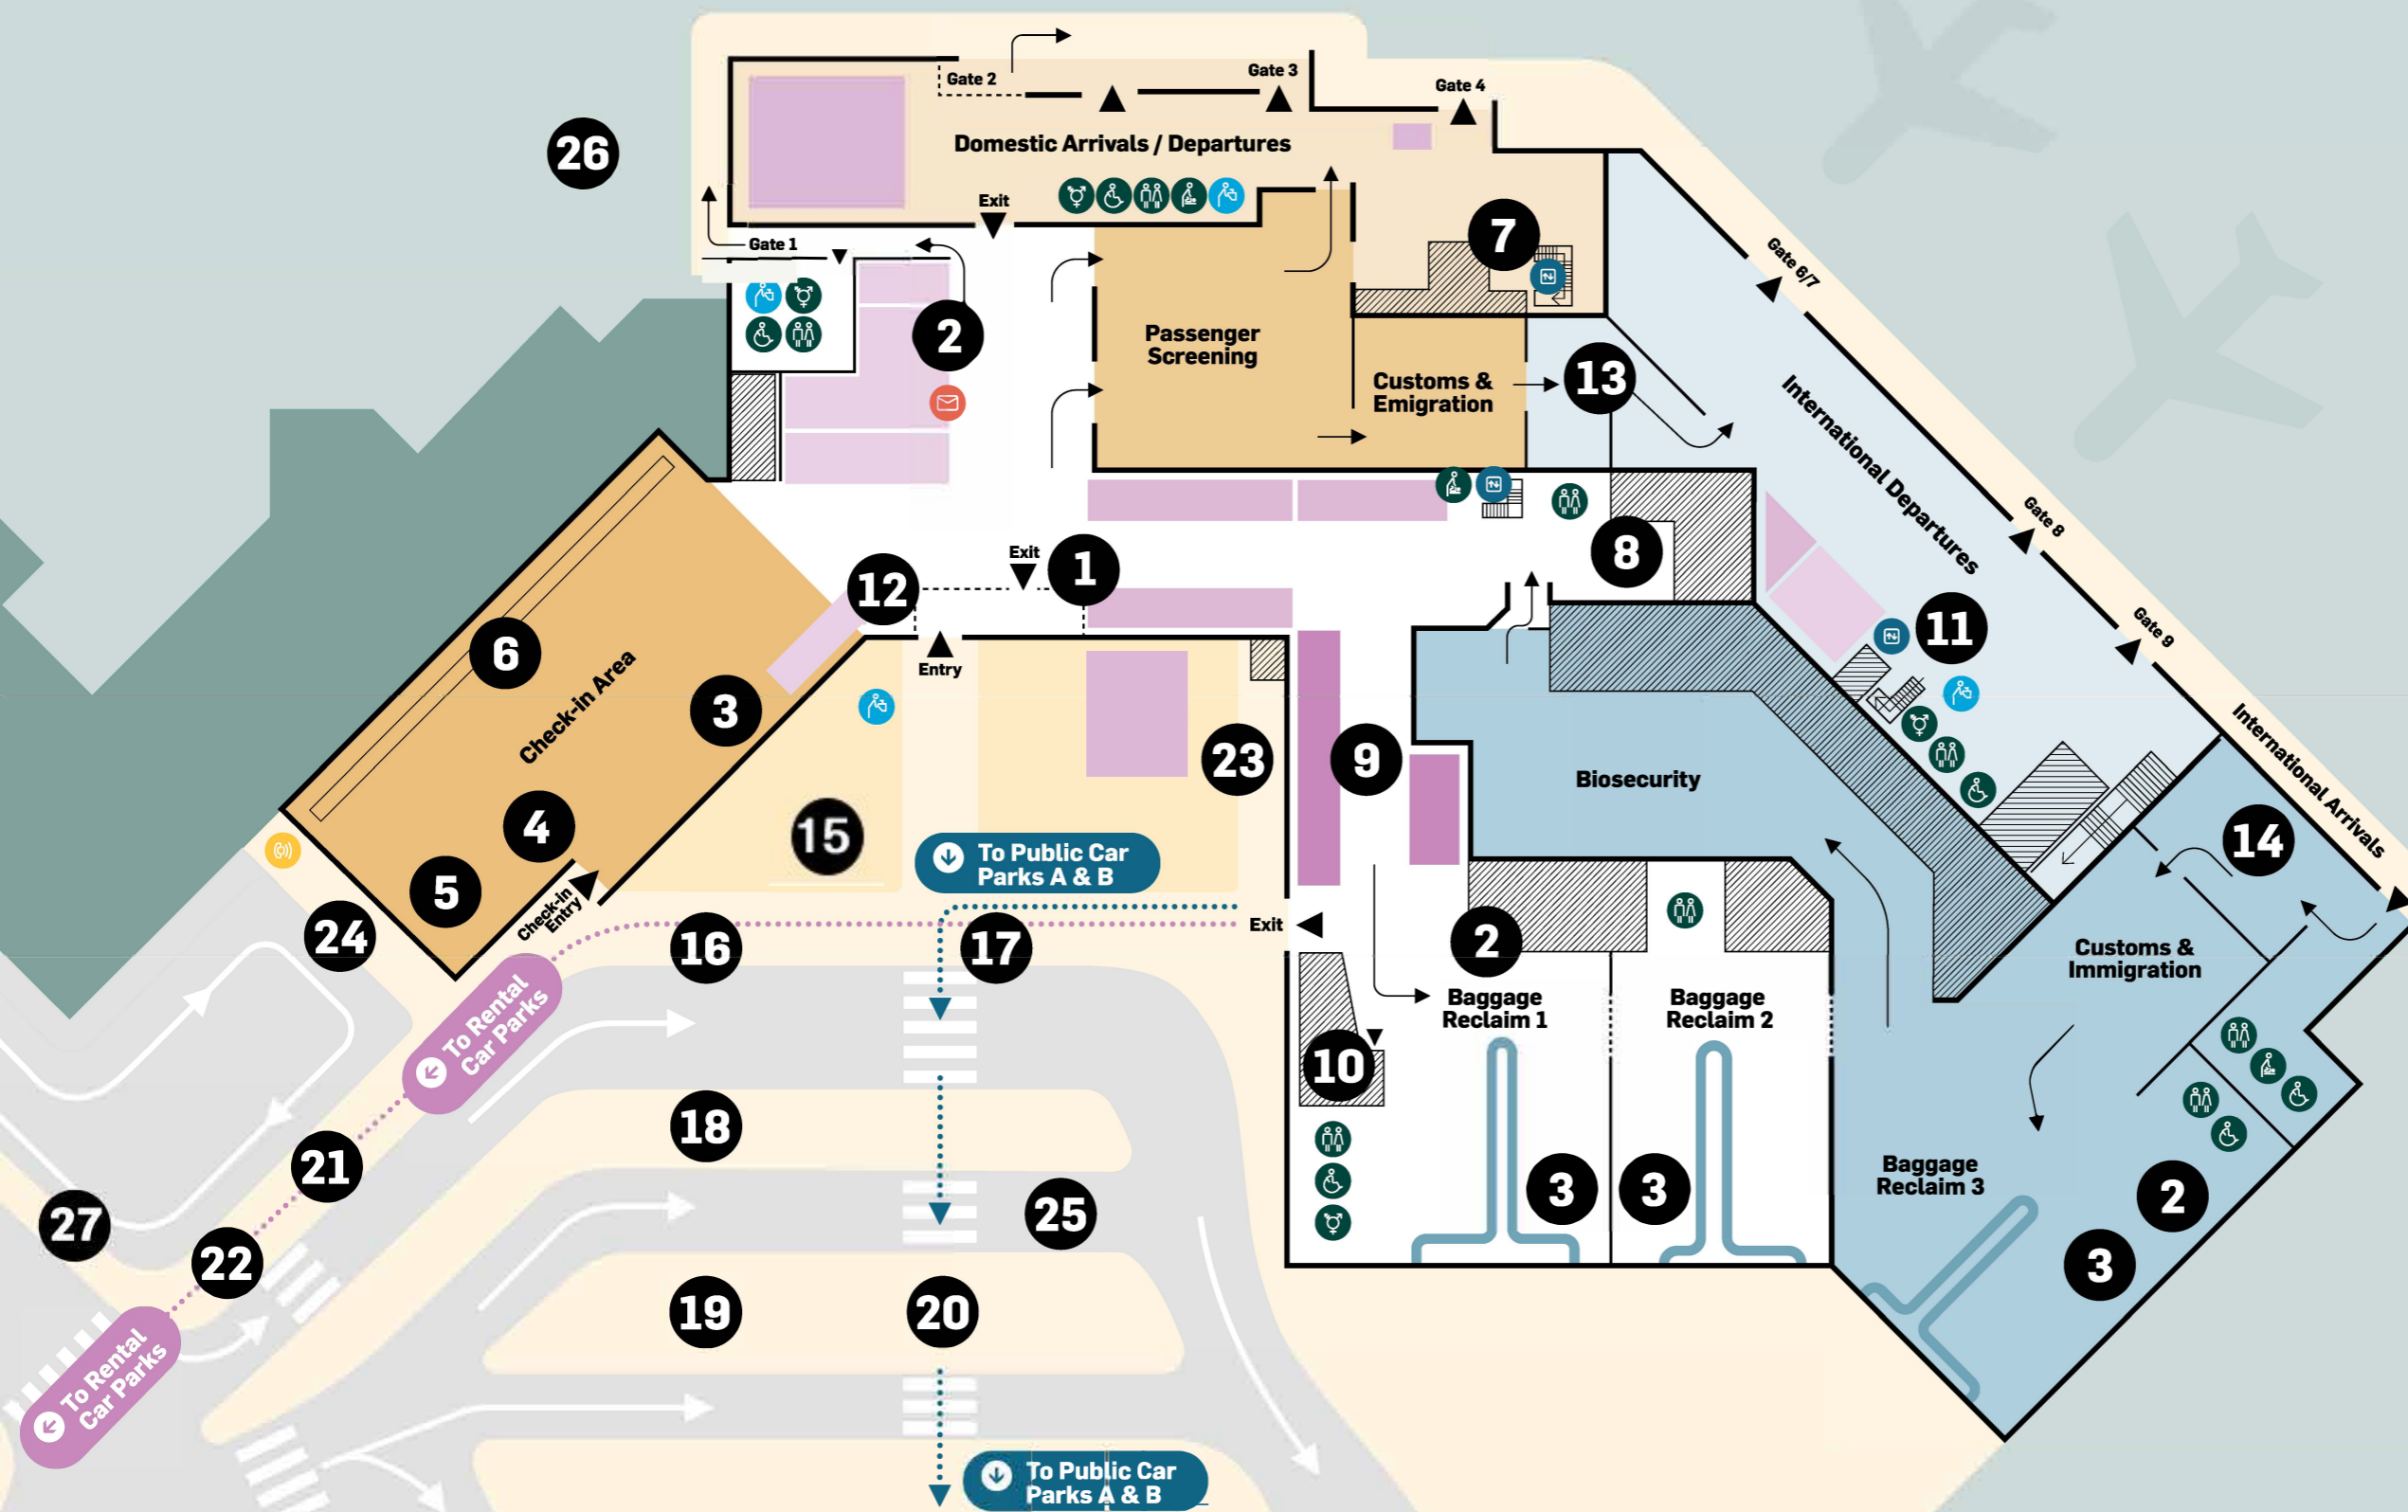 Gate 2
Gate 3
Gate 4
26
Domestic Arrivals / Departures
Exit
Gate 1
7
Gate 6/7
2
Passenger
Screening
Customs &
Emigration
13
International Departures
Gate 8
Exit
1
12
8
Entry
6
Check-in Area
3
11
Gate 9
23
9
Biosecurity
International Arrivals
4
15
To Public Car
Parks A & B
14
5
Check-in
Entry
24
16
17
Exit
2
Customs &
Immigration
To Rental
Car Parks
Baggage
Reclaim 1
Baggage
Reclaim 2
10
18
21
3
3
Baggage
Reclaim 3
2
27
22
25
3
19
20
To Rental
Car Parks
To Public Car
Parks A & B